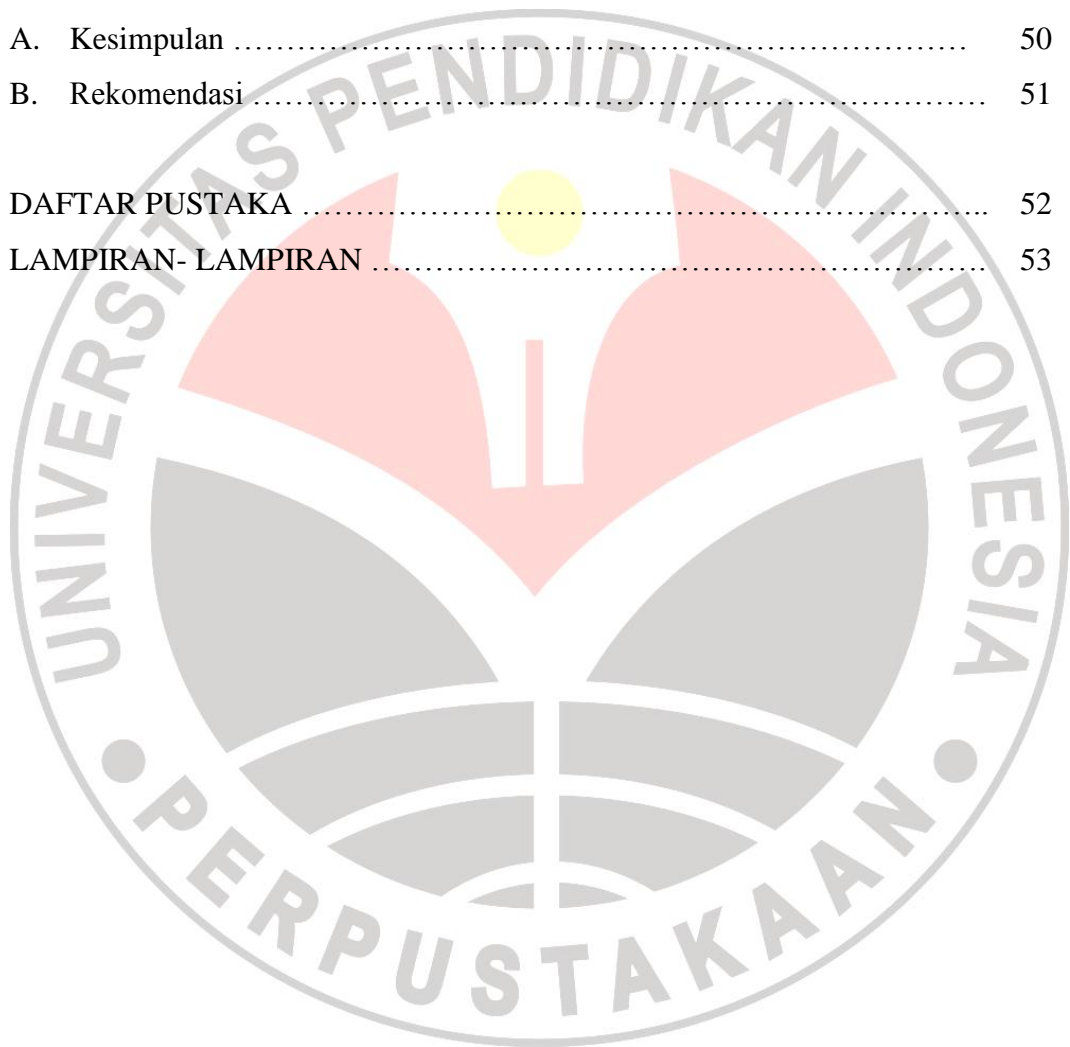 A. Kesimpulan …………………………………………………………… 50
B. Rekomendasi …………………………………………………………… 51
DAFTAR PUSTAKA ……………………………………………………….. 52
LAMPIRAN- LAMPIRAN …………………………………………………. 53
UNIVERSITAS PENDIDIKAN INDONESIA
PERPUSTAKAAN